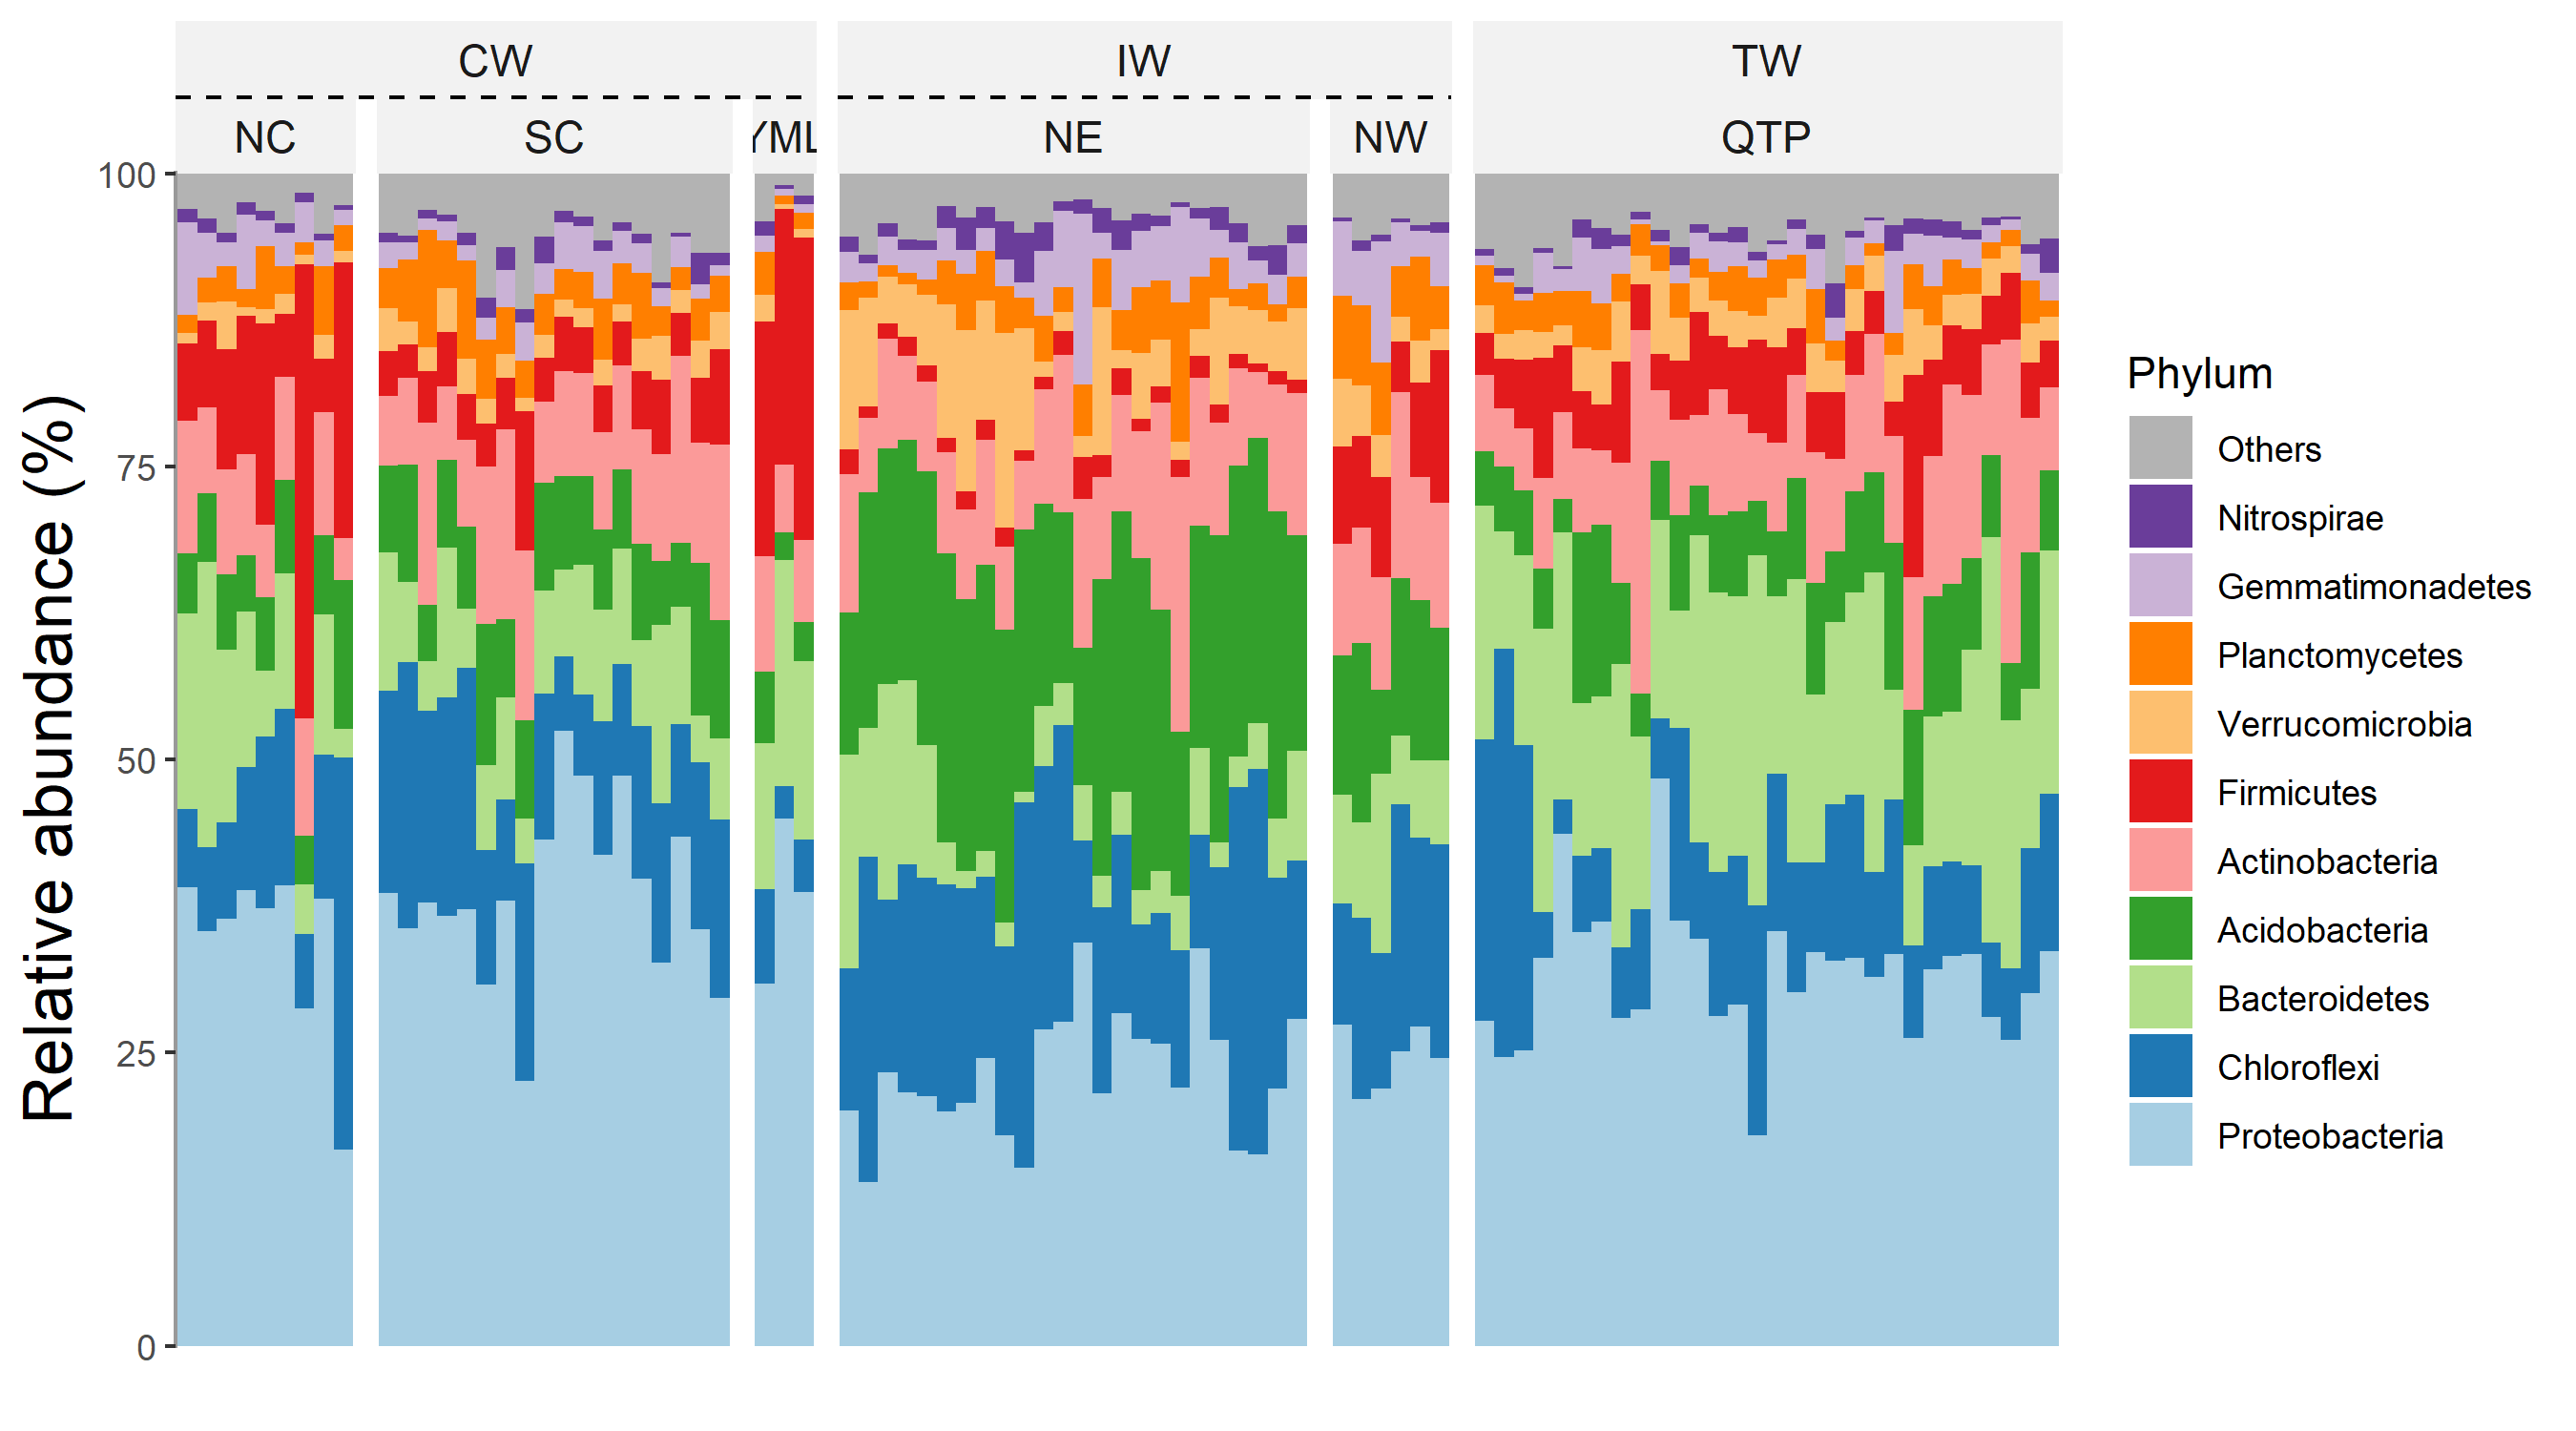 CW IW TW
NC SC YML NE NW QTP
100
75
50
25
0
Relative abundance (%)
Phylum
Others
Nitrospirae
Gemmatimonadetes
Planctomycetes
Verrucomicrobia
Firmicutes
Actinobacteria
Acidobacteria
Bacteroidetes
Chloroflexi
Proteobacteria